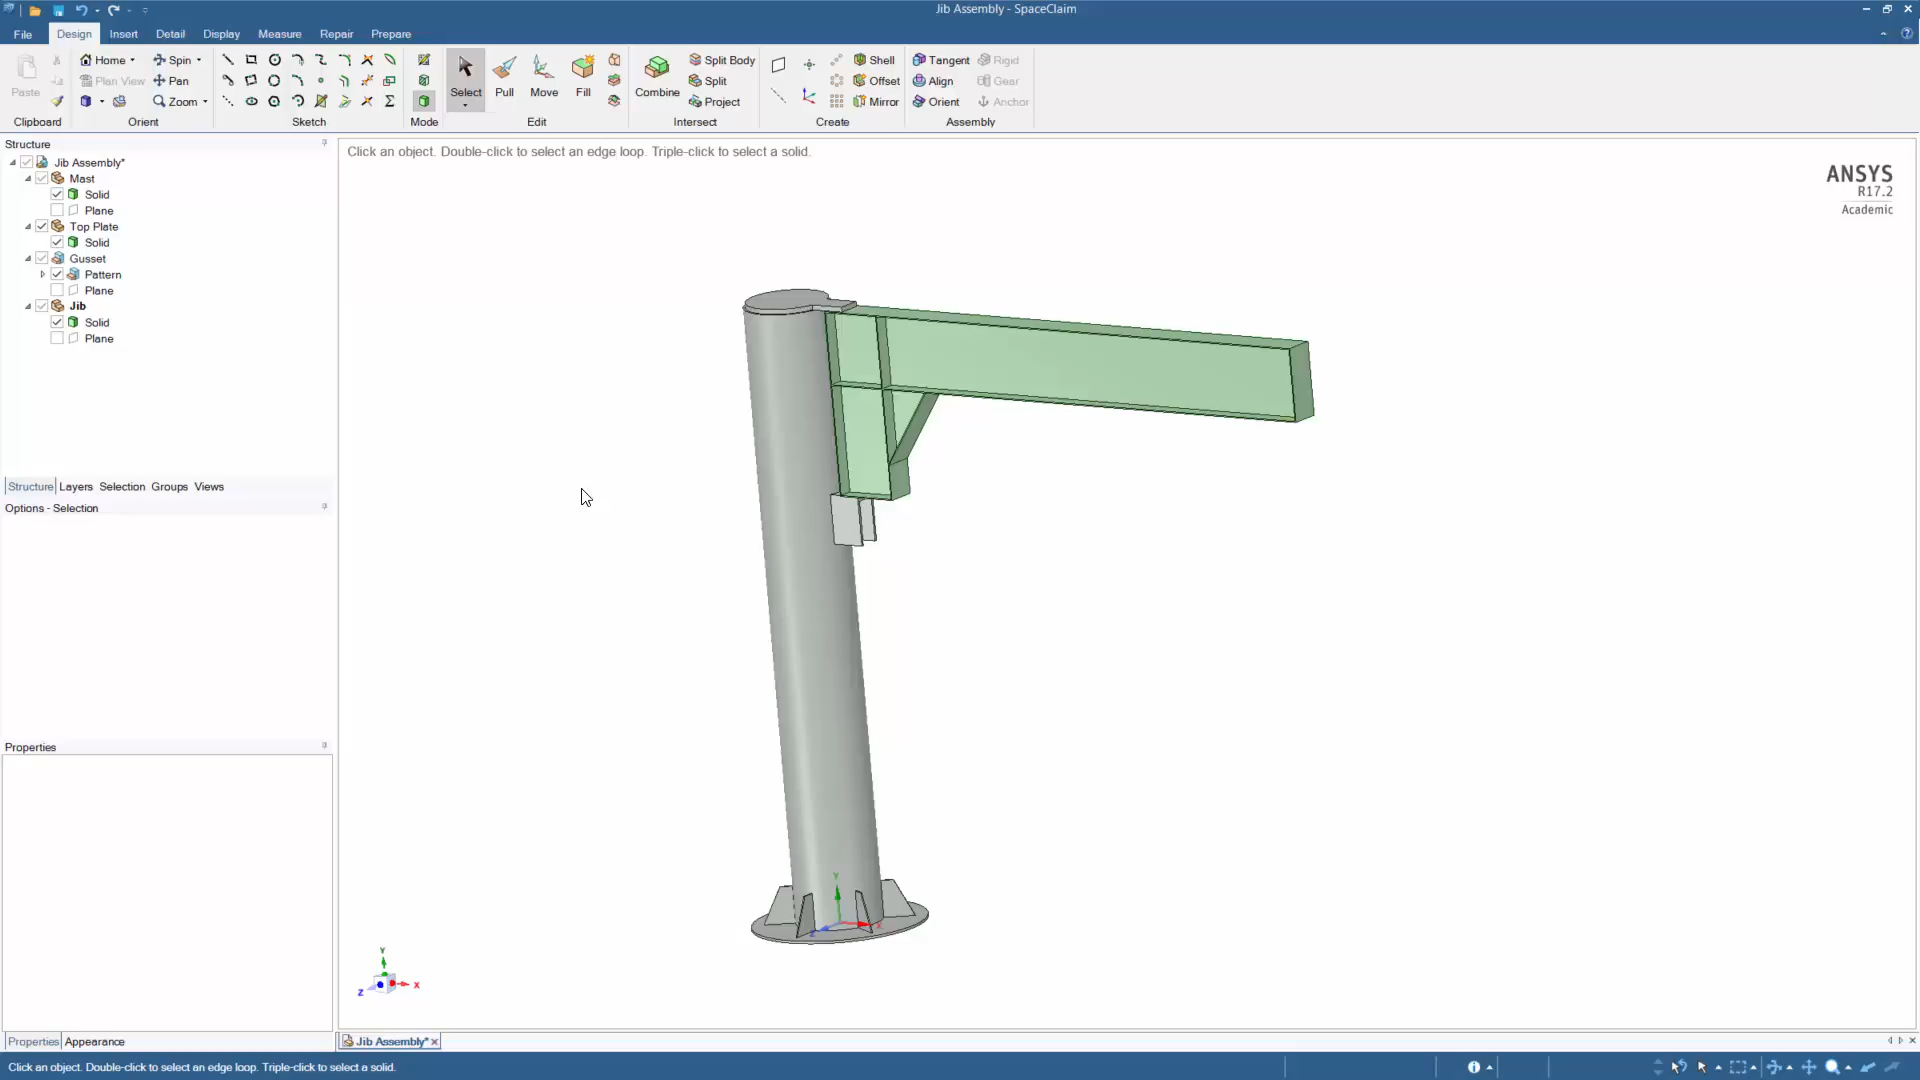 Jib Assembly - SpaceClaim
File Design Insert Detail Display Measure Repair Prepare
Paste
Clipboard
Home Spin
Plan View Pan
Zoom
Orient
Sketch
Mode
Select Pull Move Fill
Edit
Combine
Split Body
Split
Project
Intersect
Shell
Offset
Mirror
Create
Tangent Rigid
Align Gear
Orient Anchor
Assembly
Structure
Jib Assembly*
Mast
Solid
Plane
Top Plate
Solid
Gusset
Pattern
Plane
Jib
Solid
Plane
Structure Layers Selection Groups Views
Options - Selection
Properties
Properties Appearance
Click an object. Double-click to select an edge loop. Triple-click to select a solid.
ANSYS
R17.2
Academic
Y
X
Z
Y
X
Z
Jib Assembly*
Click an object. Double-click to select an edge loop. Triple-click to select a solid.